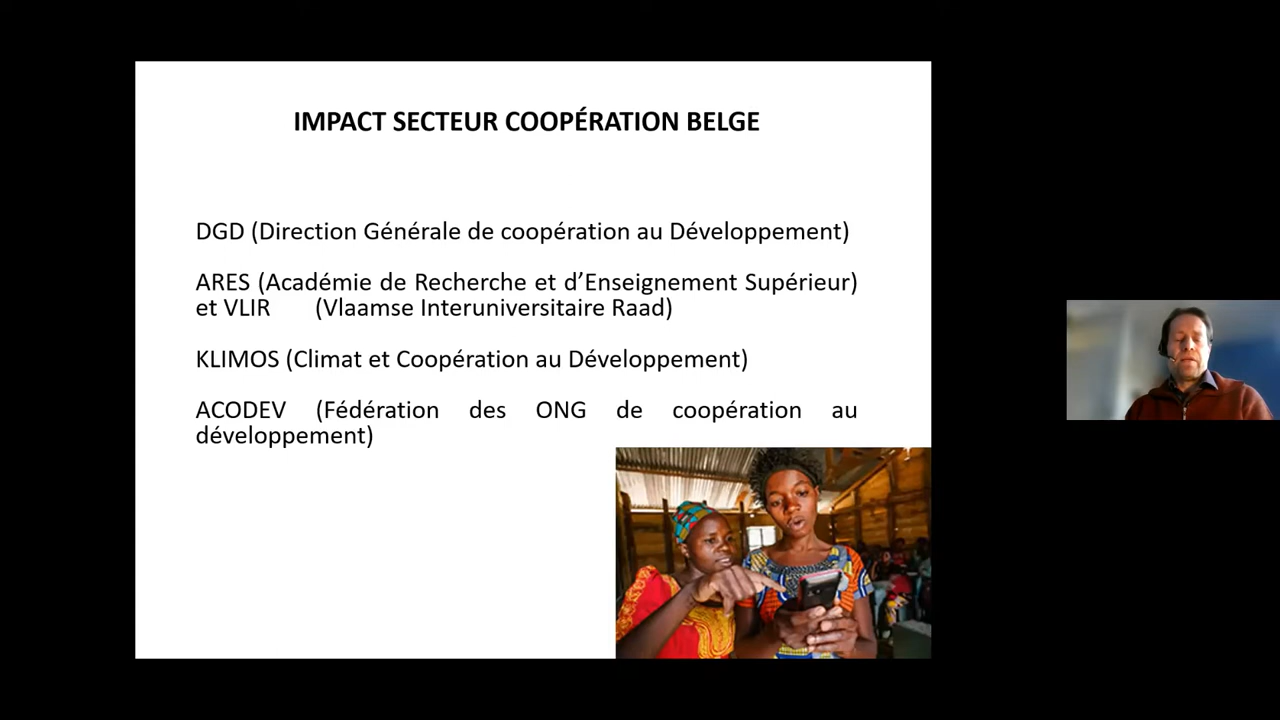 IMPACT SECTEUR COOPÉRATION BELGE
DGD (Direction Générale de coopération au Développement)
ARES (Académie de Recherche et d’Enseignement Supérieur)
et VLIR (Vlaamse Interuniversitaire Raad)
KLIMOS (Climat et Coopération au Développement)
ACODEV (Fédération des ONG de coopération au
développement)